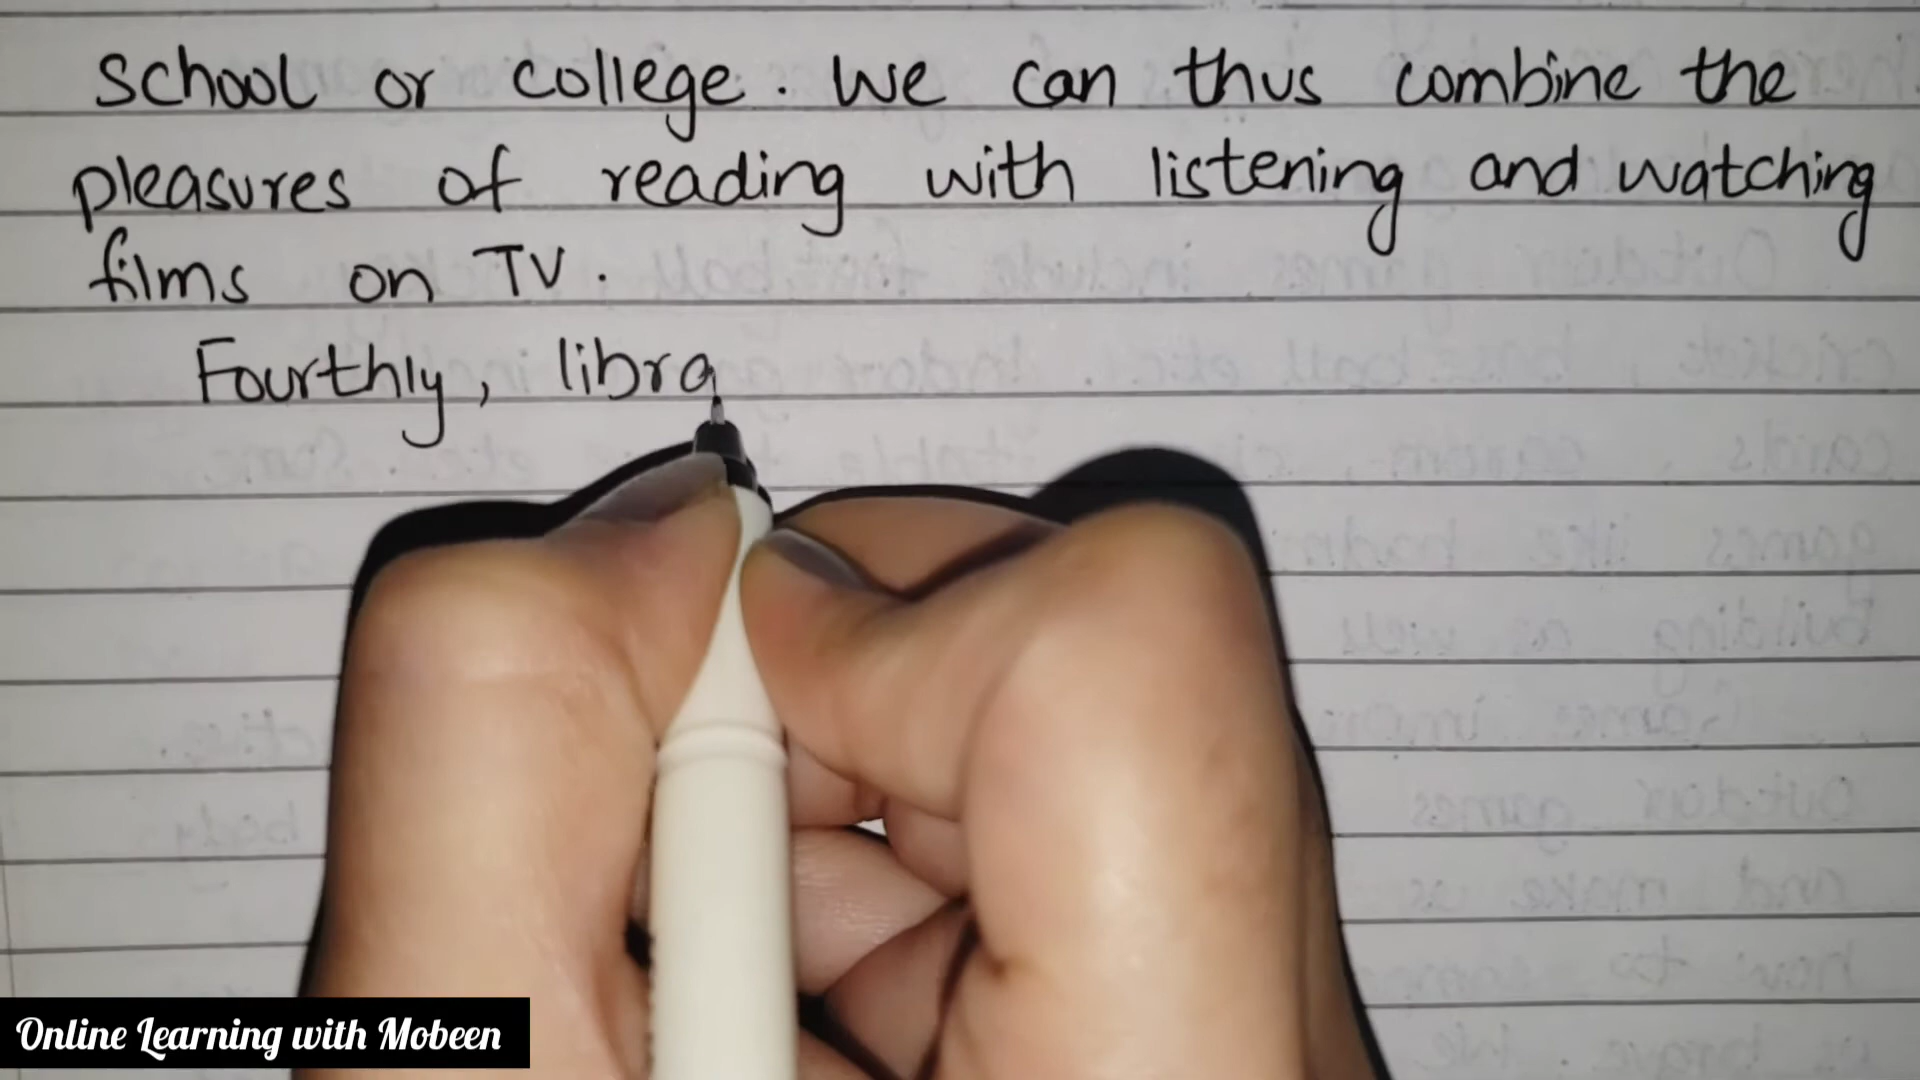 School or college. We can thus combine the
pleasures of reading with listening and watching
films on TV.
Fourthly, libra
Online Learning with Mobeen